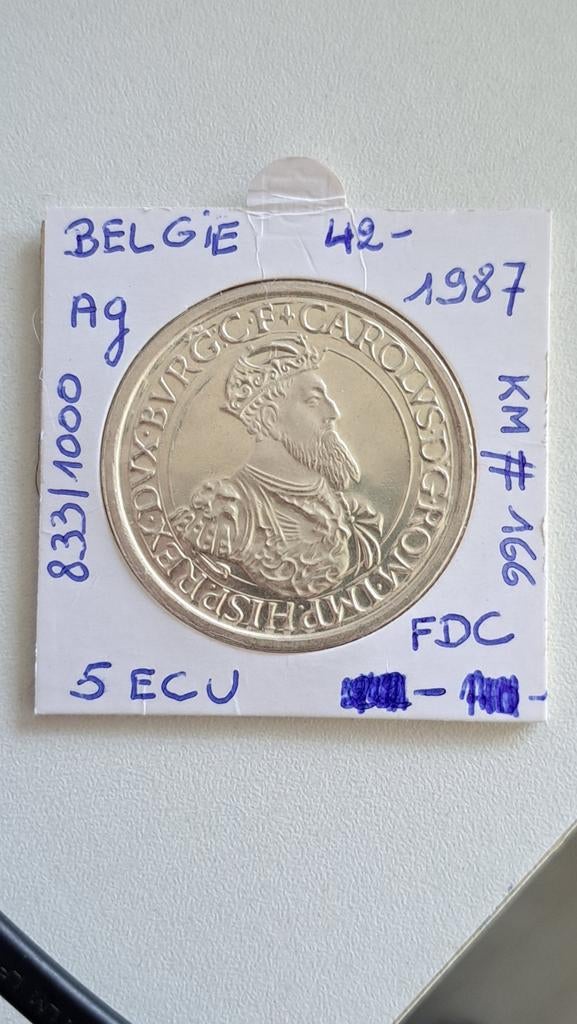 BELGIE 42-
1987
Ag
833/1000
KM # 166
FDC
5 ECU
CAROLVS·D·G·ROM·IMP·HISP·REX·DVX·BVRG·C·F